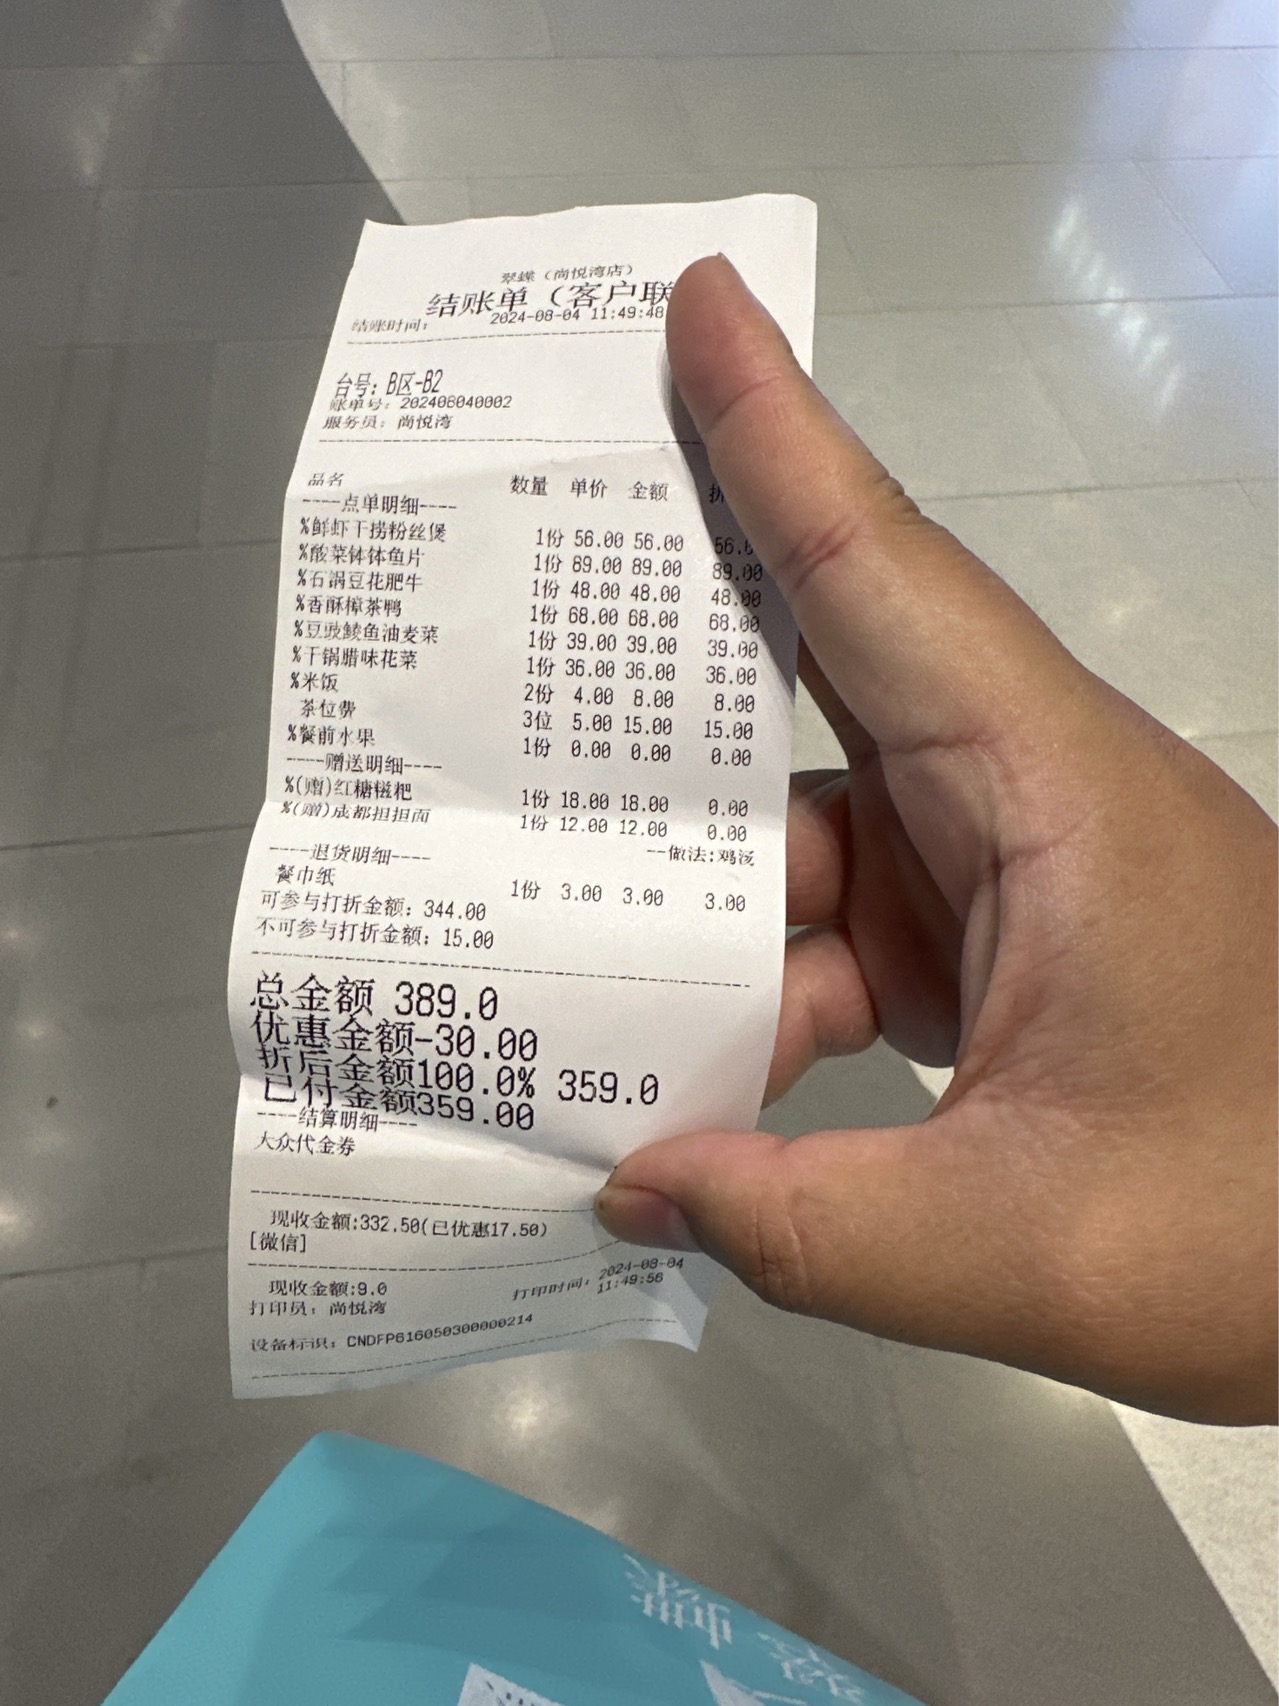 翠蝶（尚悦湾店）
结账单（客户联
结账时间： 2024-08-04 11:49:48
台号：B区-B2
账单号：202408040002
服务员：尚悦湾
品名 数量 单价 金额 折
----点单明细----
%鲜虾干捞粉丝煲 1份 56.00 56.00 56.0
%酸菜钵钵鱼片 1份 89.00 89.00 89.00
%石锅豆花肥牛 1份 48.00 48.00 48.00
%香酥樟茶鸭 1份 68.00 68.00 68.00
%豆豉鲮鱼油麦菜 1份 39.00 39.00 39.00
%干锅腊味花菜 1份 36.00 36.00 36.00
%米饭 2份 4.00 8.00 8.00
茶位费 3位 5.00 15.00 15.00
%餐前水果 1份 0.00 0.00 0.00
----赠送明细----
%(赠)红糖糍粑 1份 18.00 18.00 0.00
%(赠)成都担担面 1份 12.00 12.00 0.00
--做法:鸡汤
----退货明细----
餐巾纸 1份 3.00 3.00 3.00
可参与打折金额：344.00
不可参与打折金额：15.00
总金额 389.0
优惠金额-30.00
折后金额100.0% 359.0
已付金额359.00
----结算明细----
大众代金券
现收金额:332.50(已优惠17.50)
[微信]
现收金额:9.0
打印员：尚悦湾 打印时间：2024-08-04
11:49:56
设备标识：CNDFP616050300000214